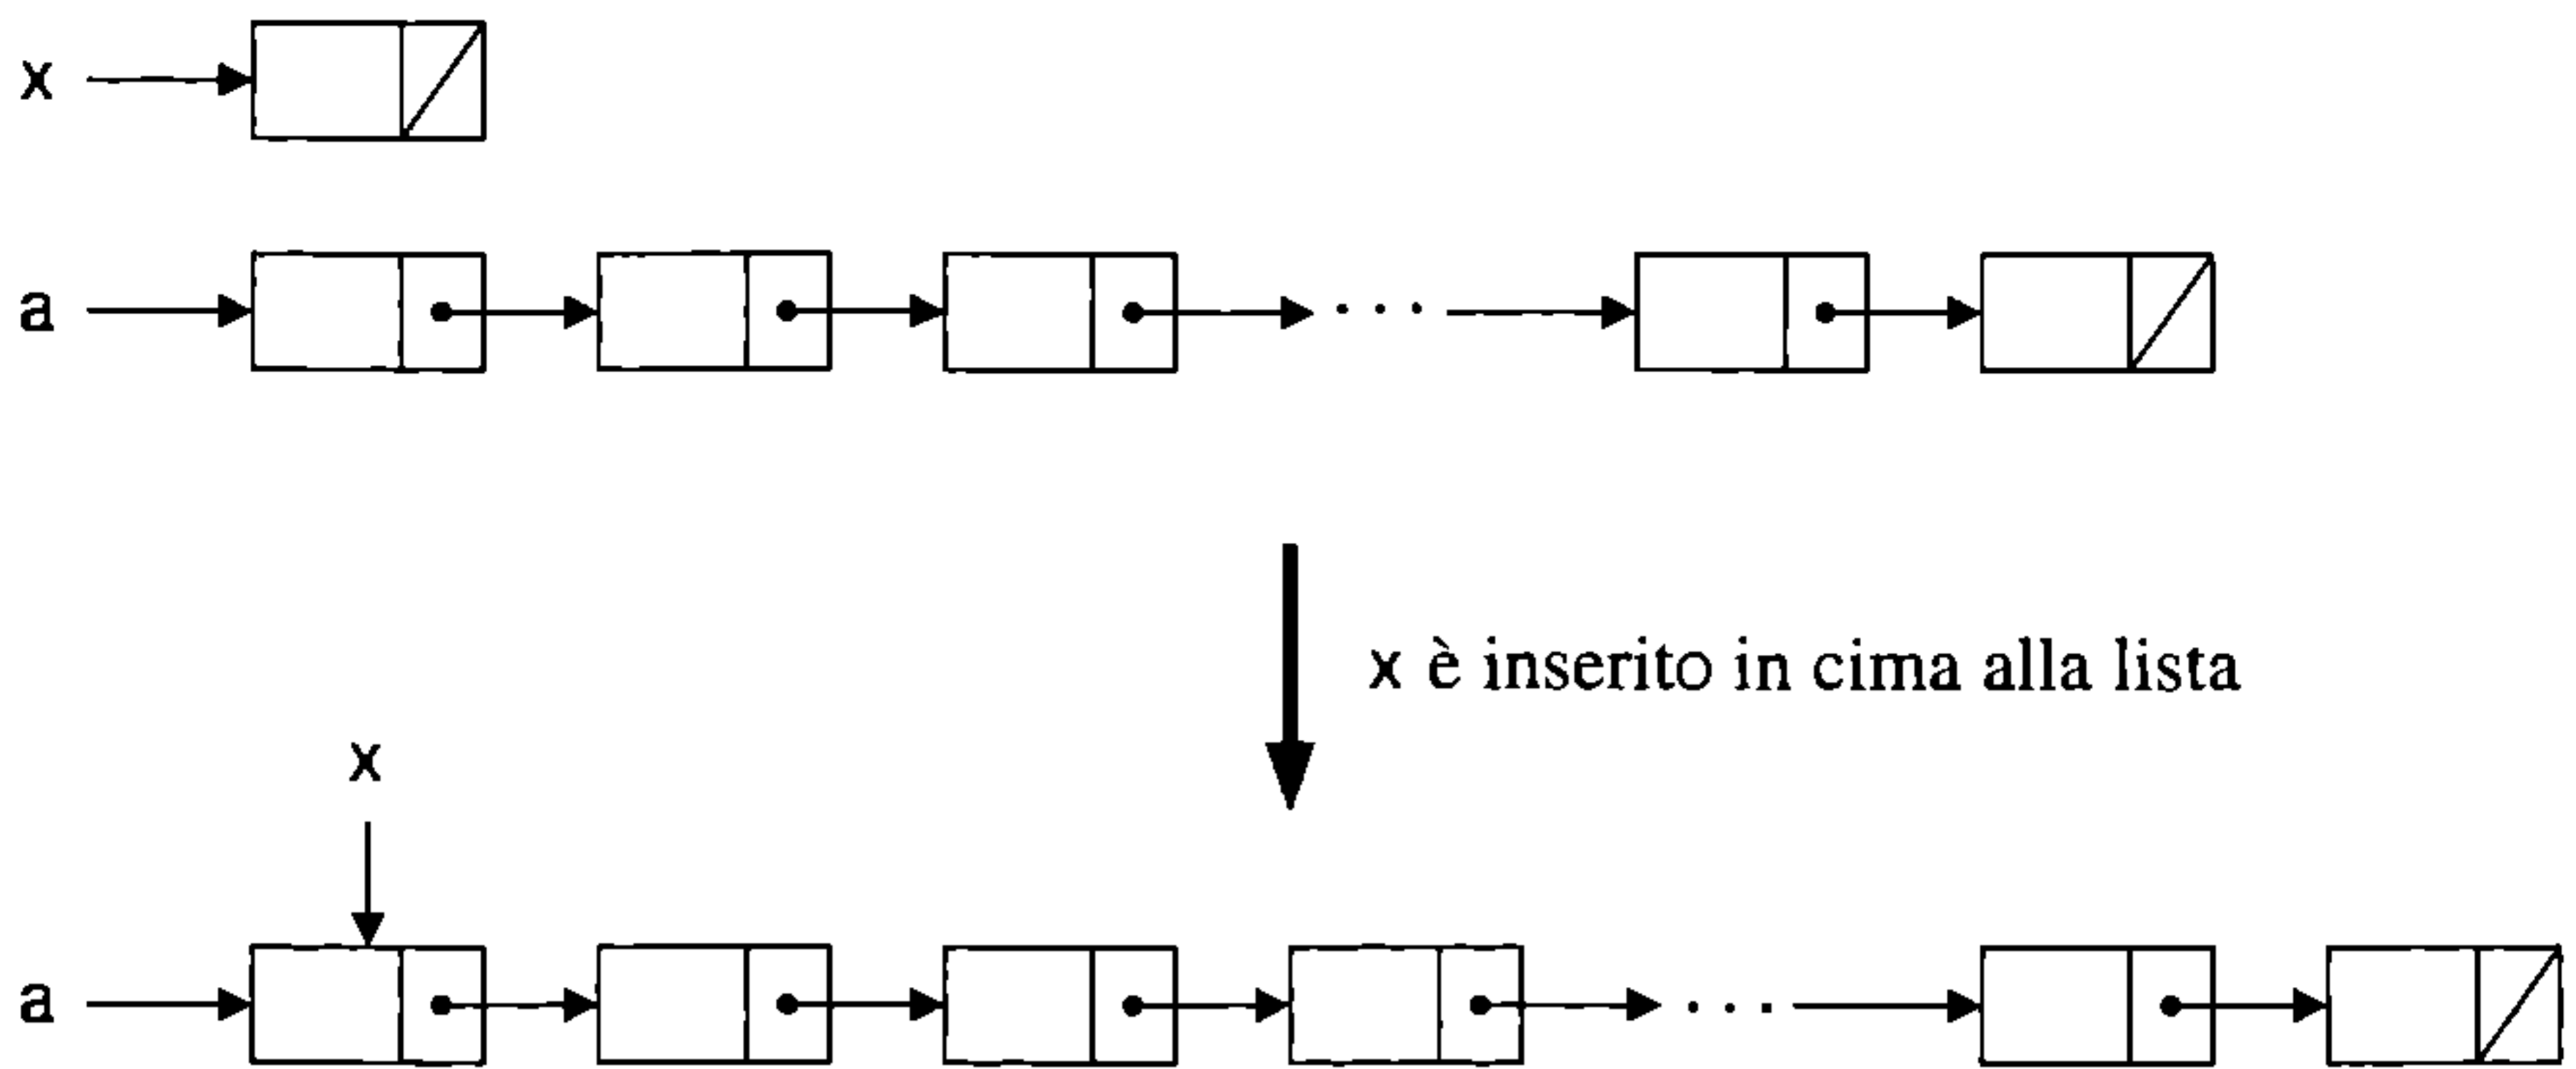 x
a
· · ·
x è inserito in cima alla lista
x
a
· · ·